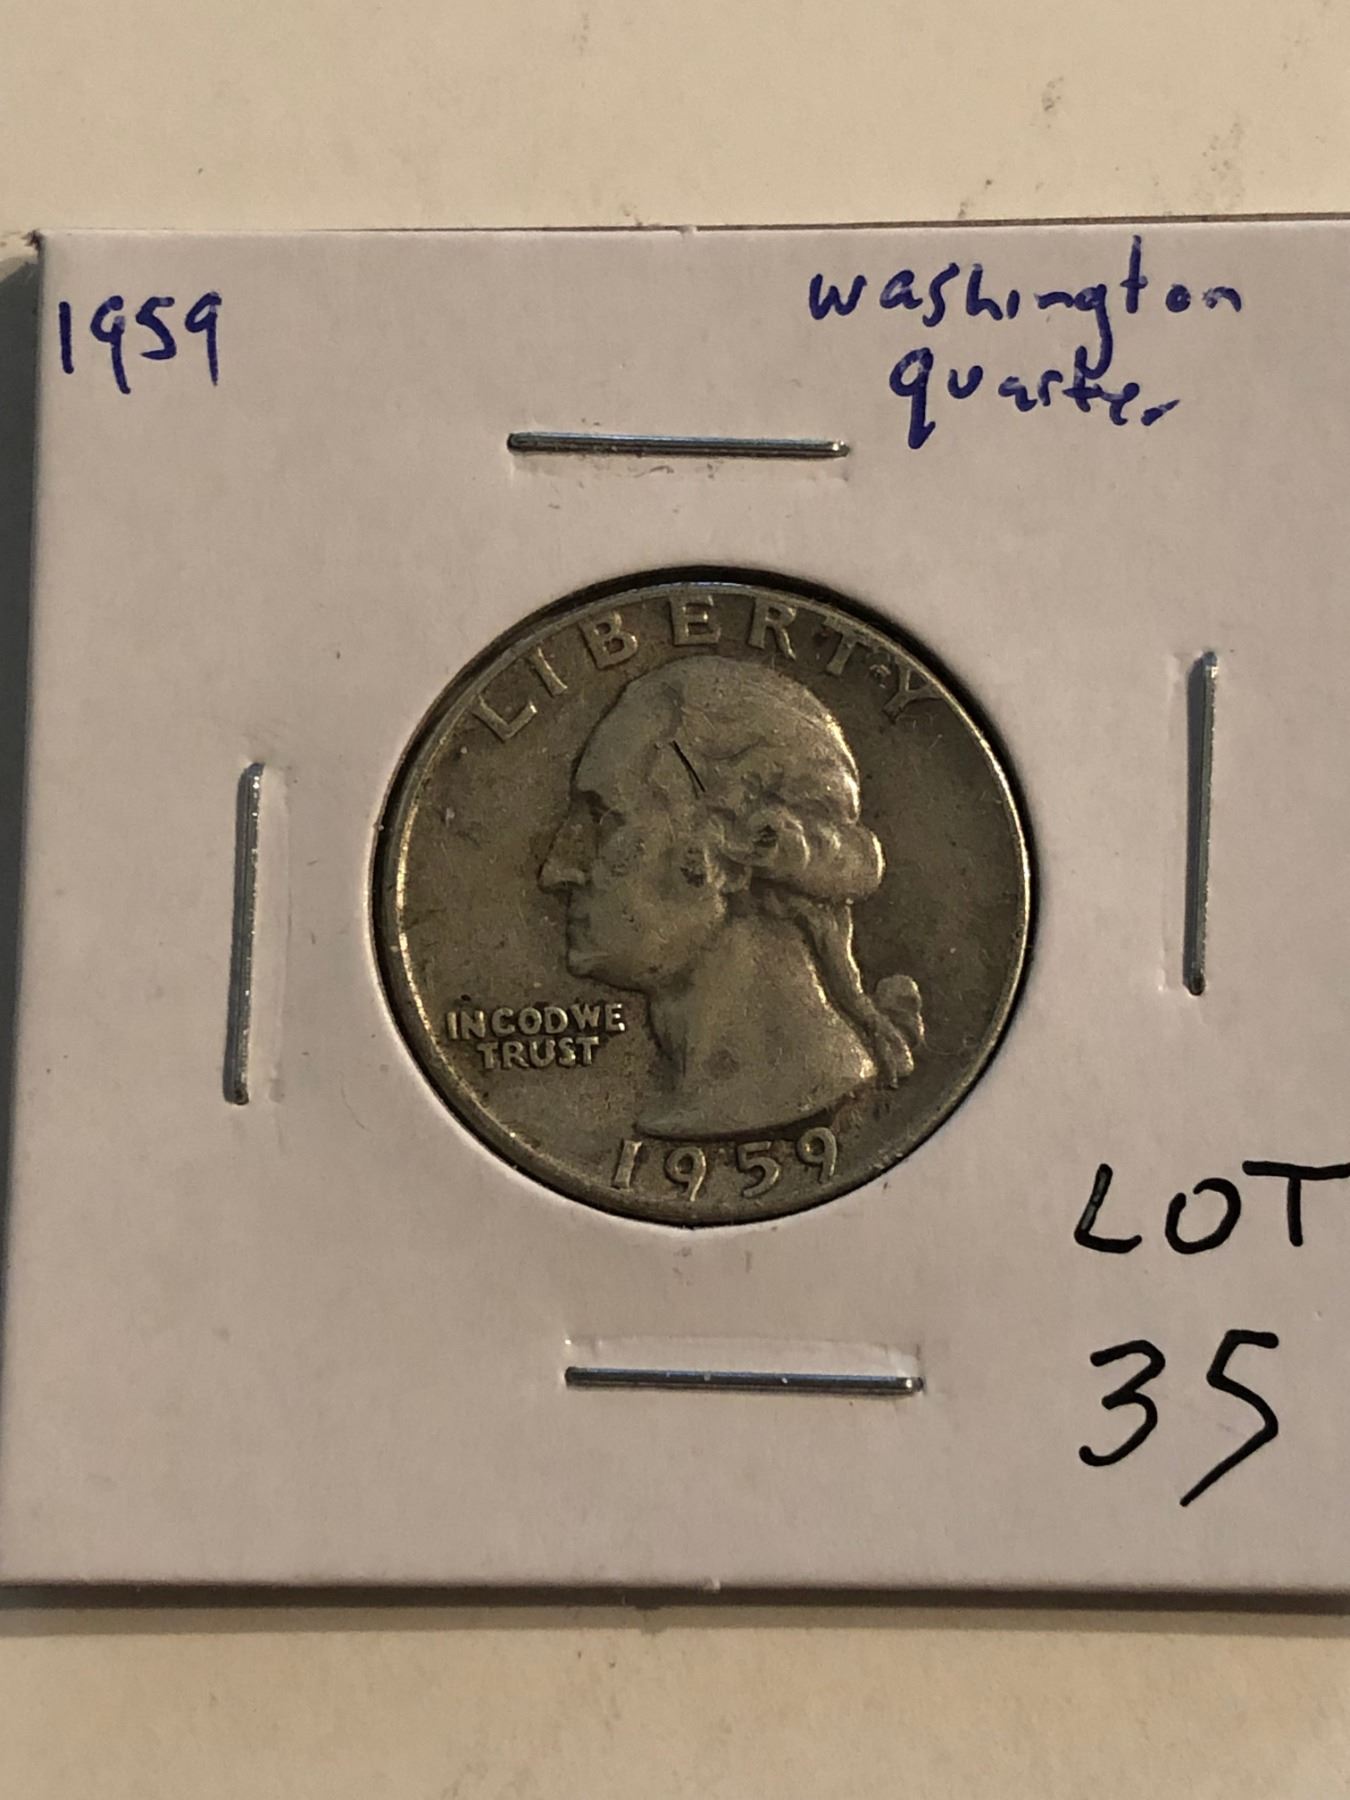 1959
washington
quarter
LIBERTY
IN GOD WE
TRUST
1959
LOT
35